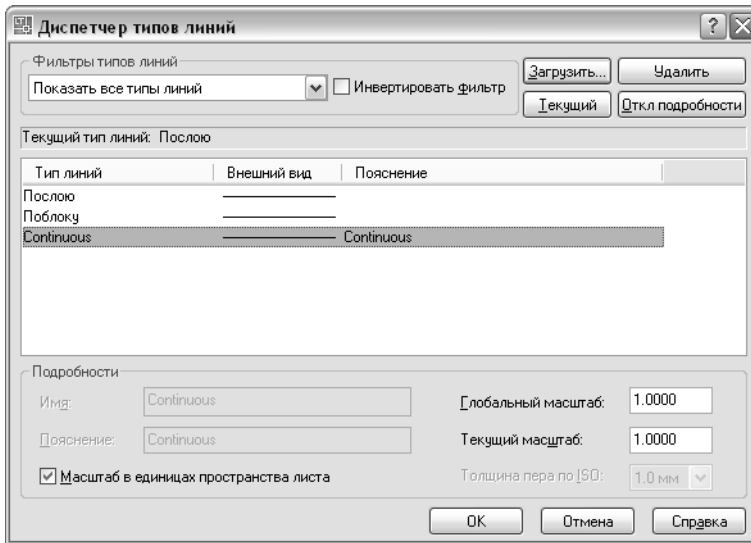 Диспетчер типов линий
Фильтры типов линий
Показать все типы линий
Инвертировать фильтр
Загрузить...
Удалить
Текущий
Откл подробности
Текущий тип линий: Послою
Тип линий Внешний вид Пояснение
Послою
Поблоку
Continuous Continuous
Подробности
Имя: Continuous
Глобальный масштаб: 1.0000
Пояснение: Continuous
Текущий масштаб: 1.0000
Масштаб в единицах пространства листа
Толщина пера по ISO: 1.0 мм
OK Отмена Справка